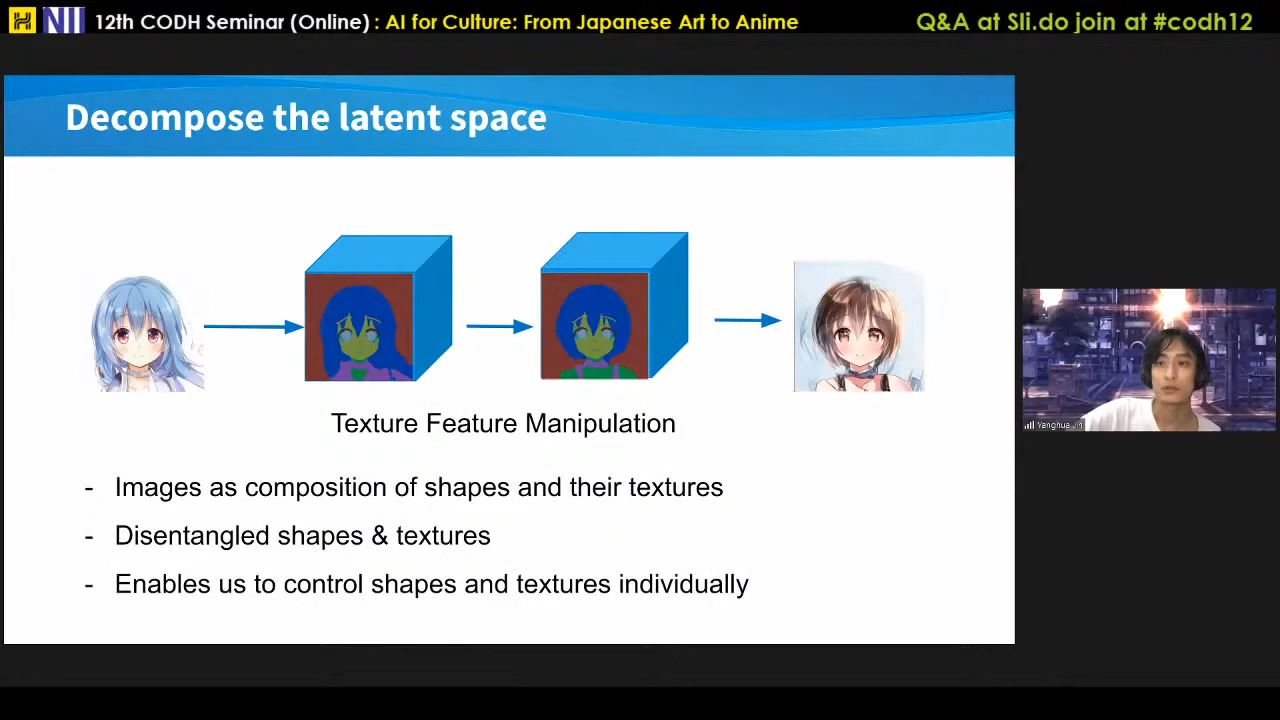 12th CODH Seminar (Online) : AI for Culture: From Japanese Art to Anime
Q&A at Sli.do join at #codh12
Decompose the latent space
Texture Feature Manipulation
- Images as composition of shapes and their textures
- Disentangled shapes & textures
- Enables us to control shapes and textures individually
Yanghua Jin